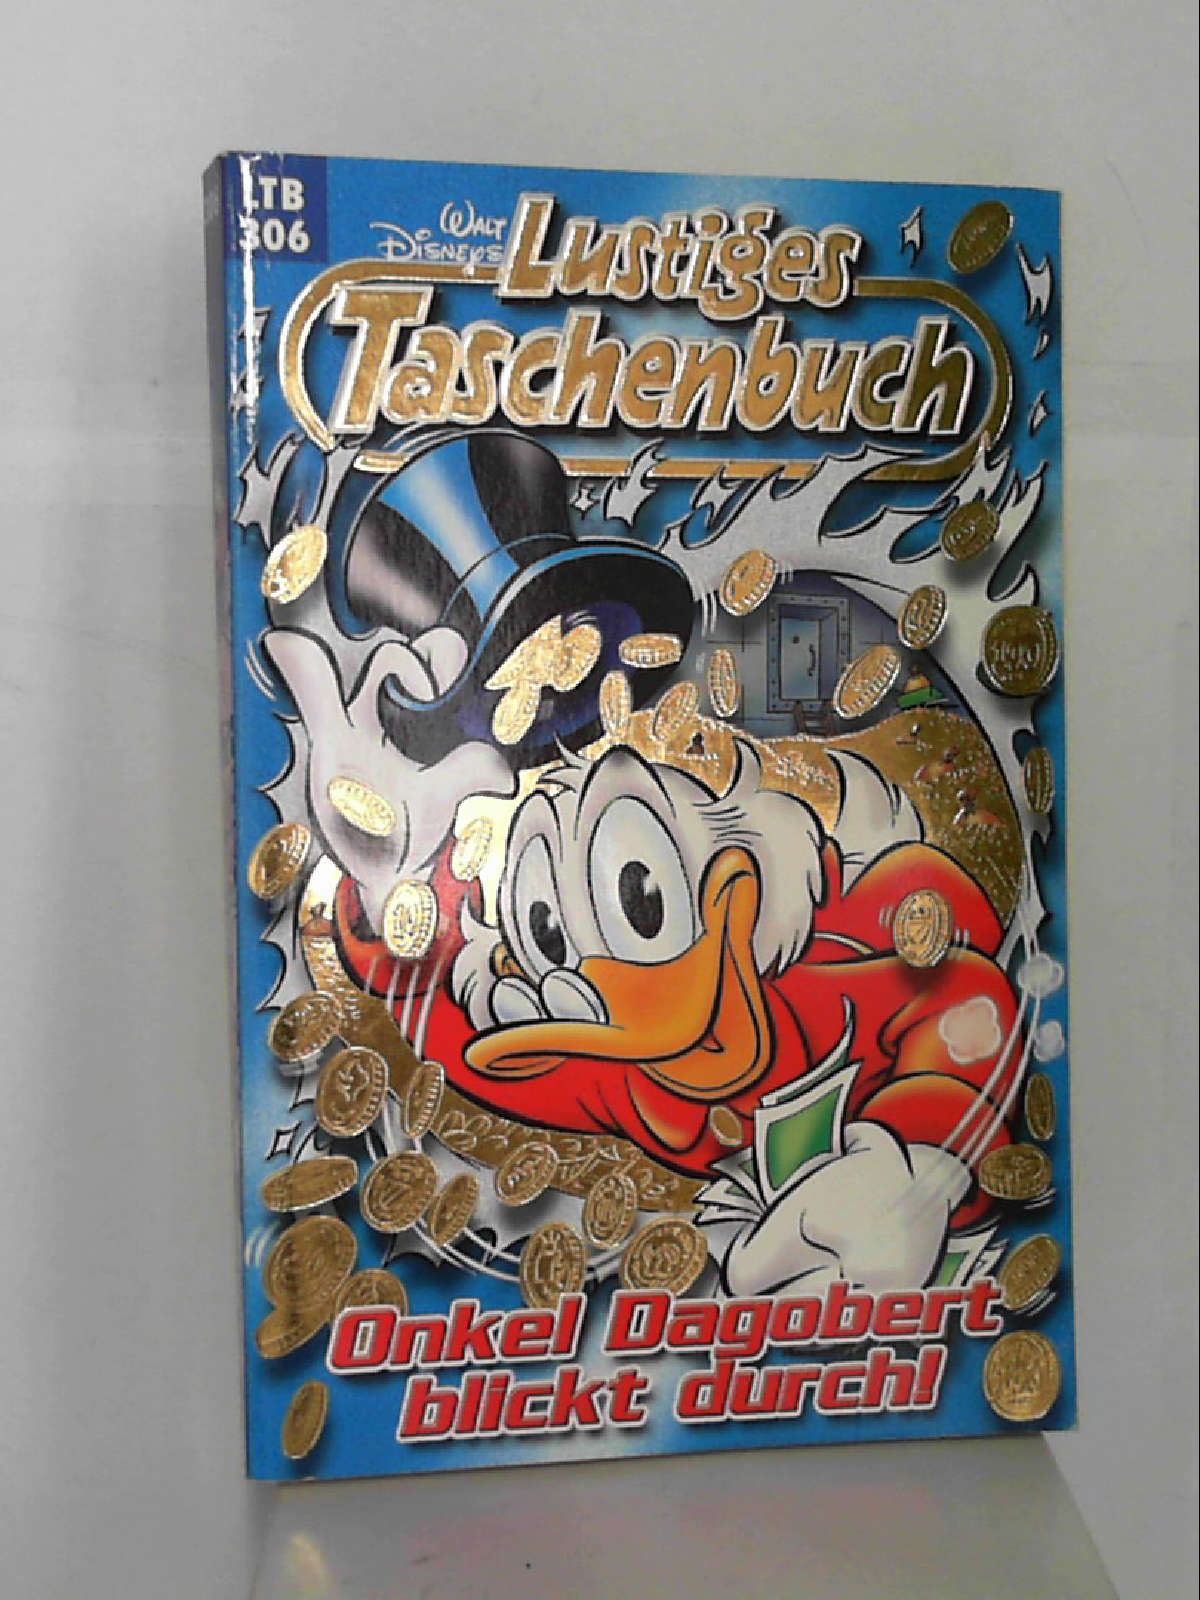 LTB
306
WALT
DISNEYS
Lustiges
Taschenbuch
Onkel Dagobert
blickt durch!